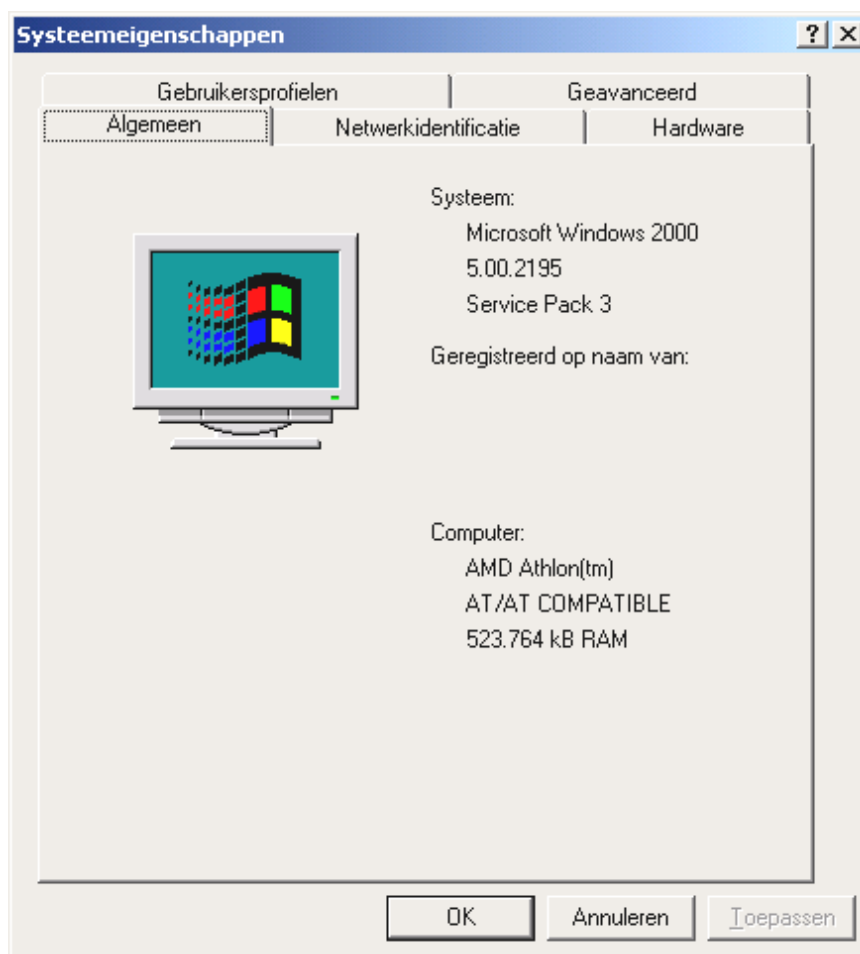 Systeemeigenschappen
Gebruikersprofielen
Geavanceerd
Algemeen
Netwerkidentificatie
Hardware
Systeem:
Microsoft Windows 2000
5.00.2195
Service Pack 3
Geregistreerd op naam van:
Computer:
AMD Athlon(tm)
AT/AT COMPATIBLE
523.764 kB RAM
OK
Annuleren
Toepassen